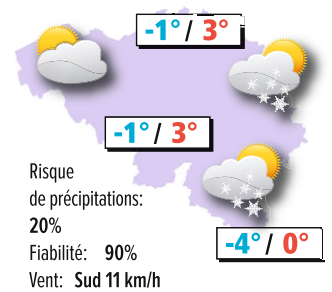 -1° / 3°
-1° / 3°
Risque
de précipitations:
20%
Fiabilité: 90%
Vent: Sud 11 km/h
-4° / 0°